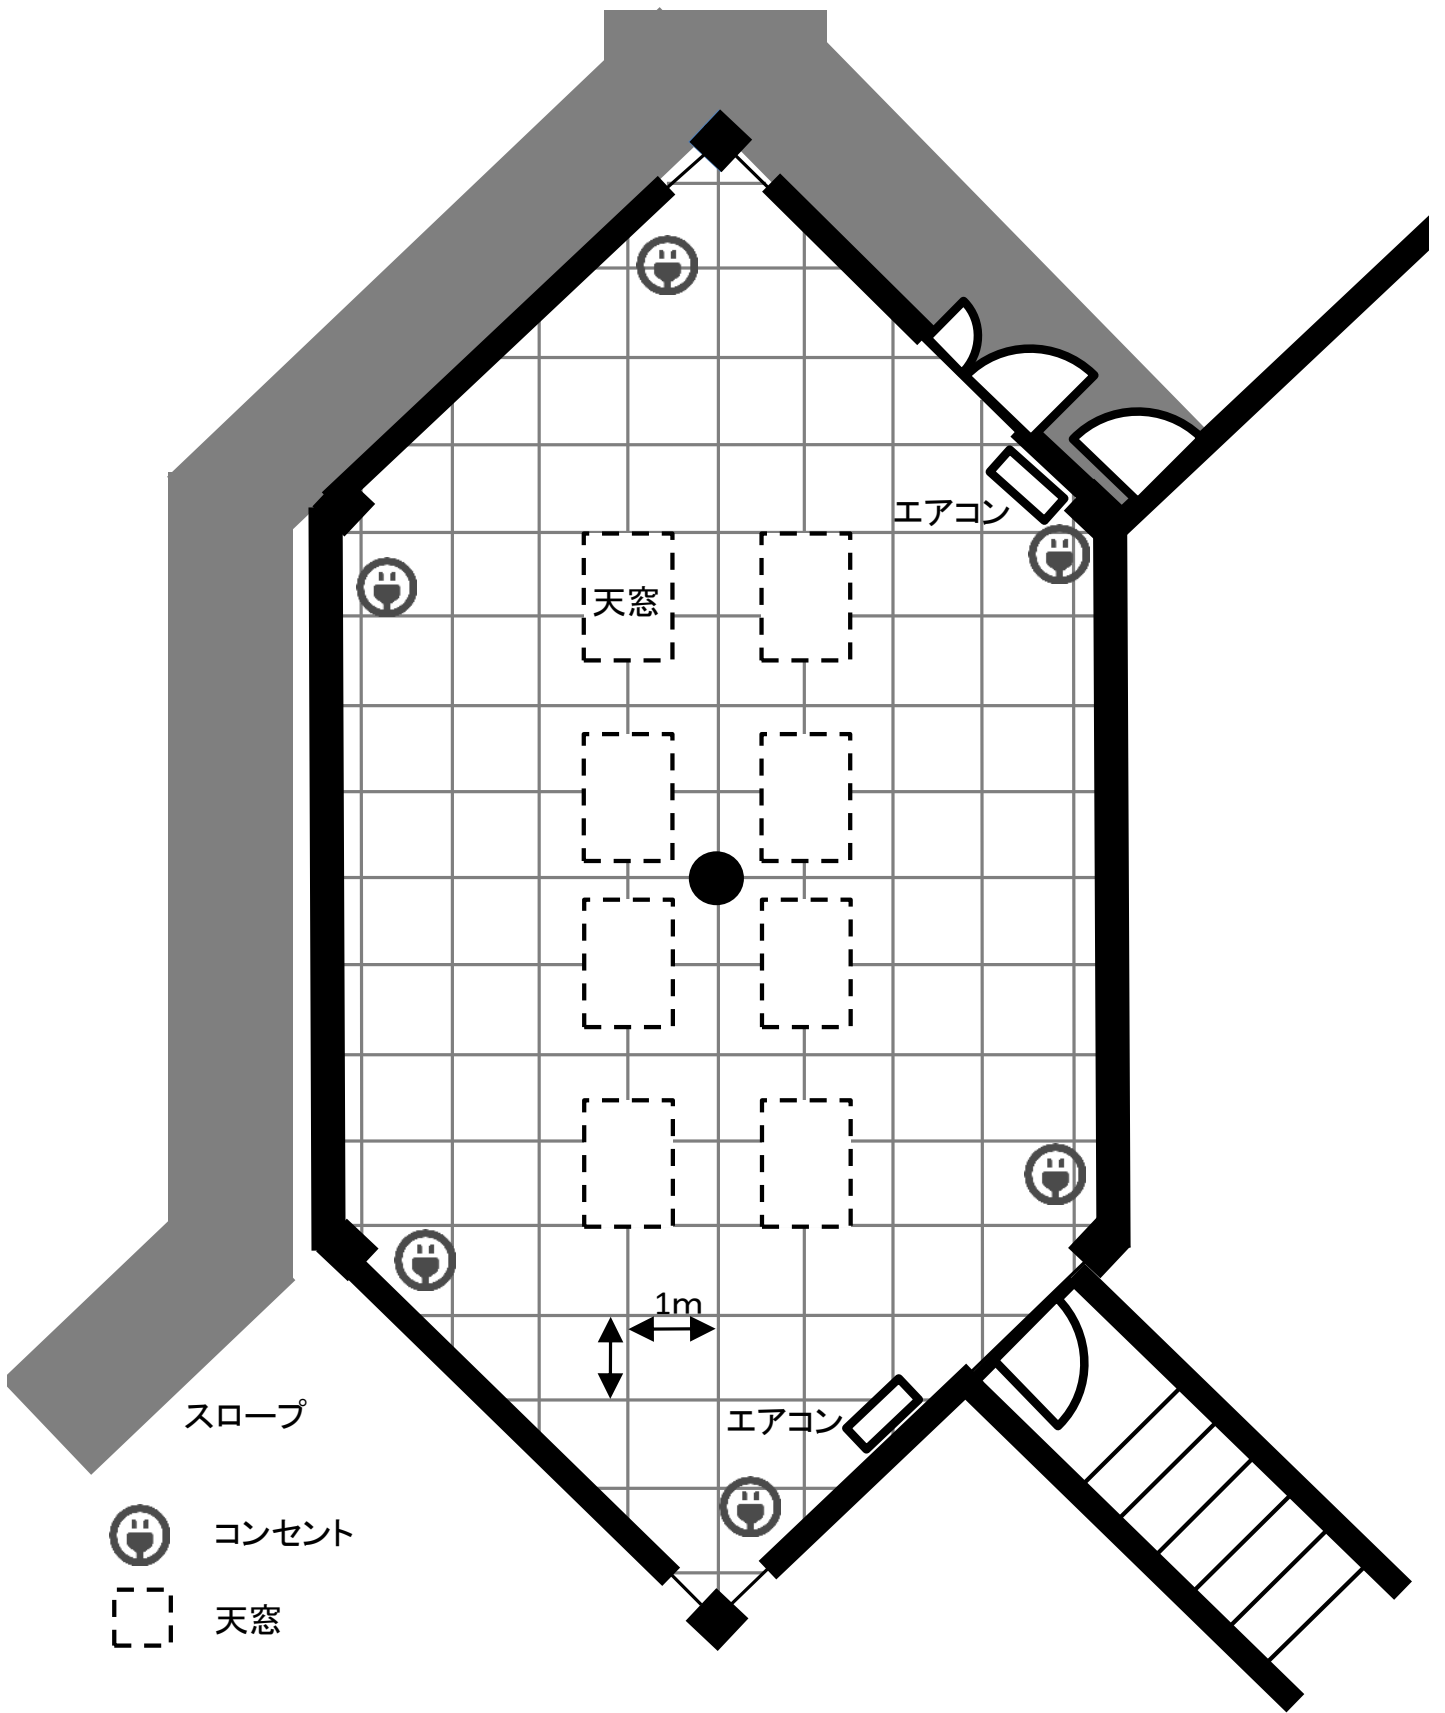 エアコン
天窓
1m
エアコン
スロープ
コンセント
天窓